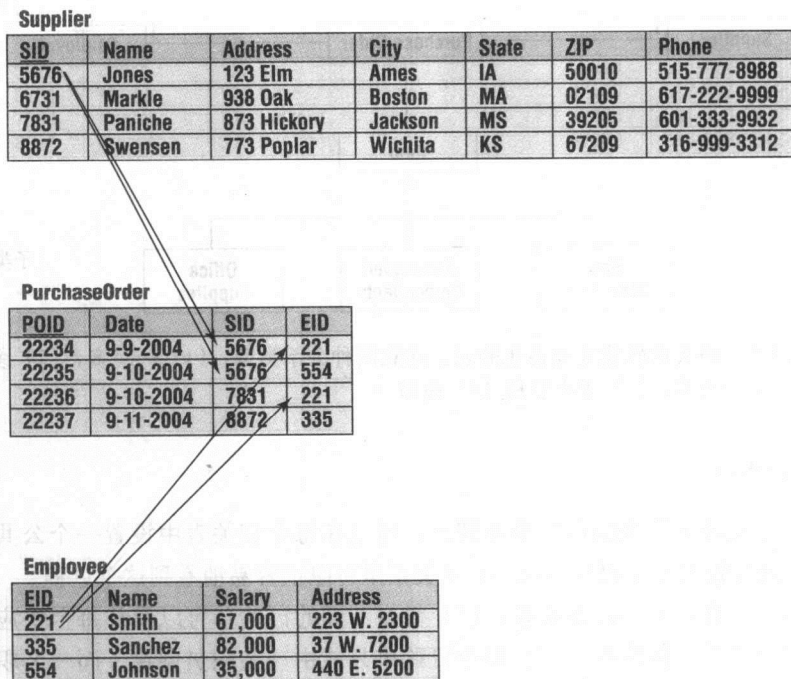 Supplier
SID Name Address City State ZIP Phone
5676 Jones 123 Elm Ames IA 50010 515-777-8988
6731 Markle 938 Oak Boston MA 02109 617-222-9999
7831 Paniche 873 Hickory Jackson MS 39205 601-333-9932
8872 Swensen 773 Poplar Wichita KS 67209 316-999-3312
PurchaseOrder
POID Date SID EID
22234 9-9-2004 5676 221
22235 9-10-2004 5676 554
22236 9-10-2004 7831 221
22237 9-11-2004 8872 335
Employee
EID Name Salary Address
221 Smith 67,000 223 W. 2300
335 Sanchez 82,000 37 W. 7200
554 Johnson 35,000 440 E. 5200